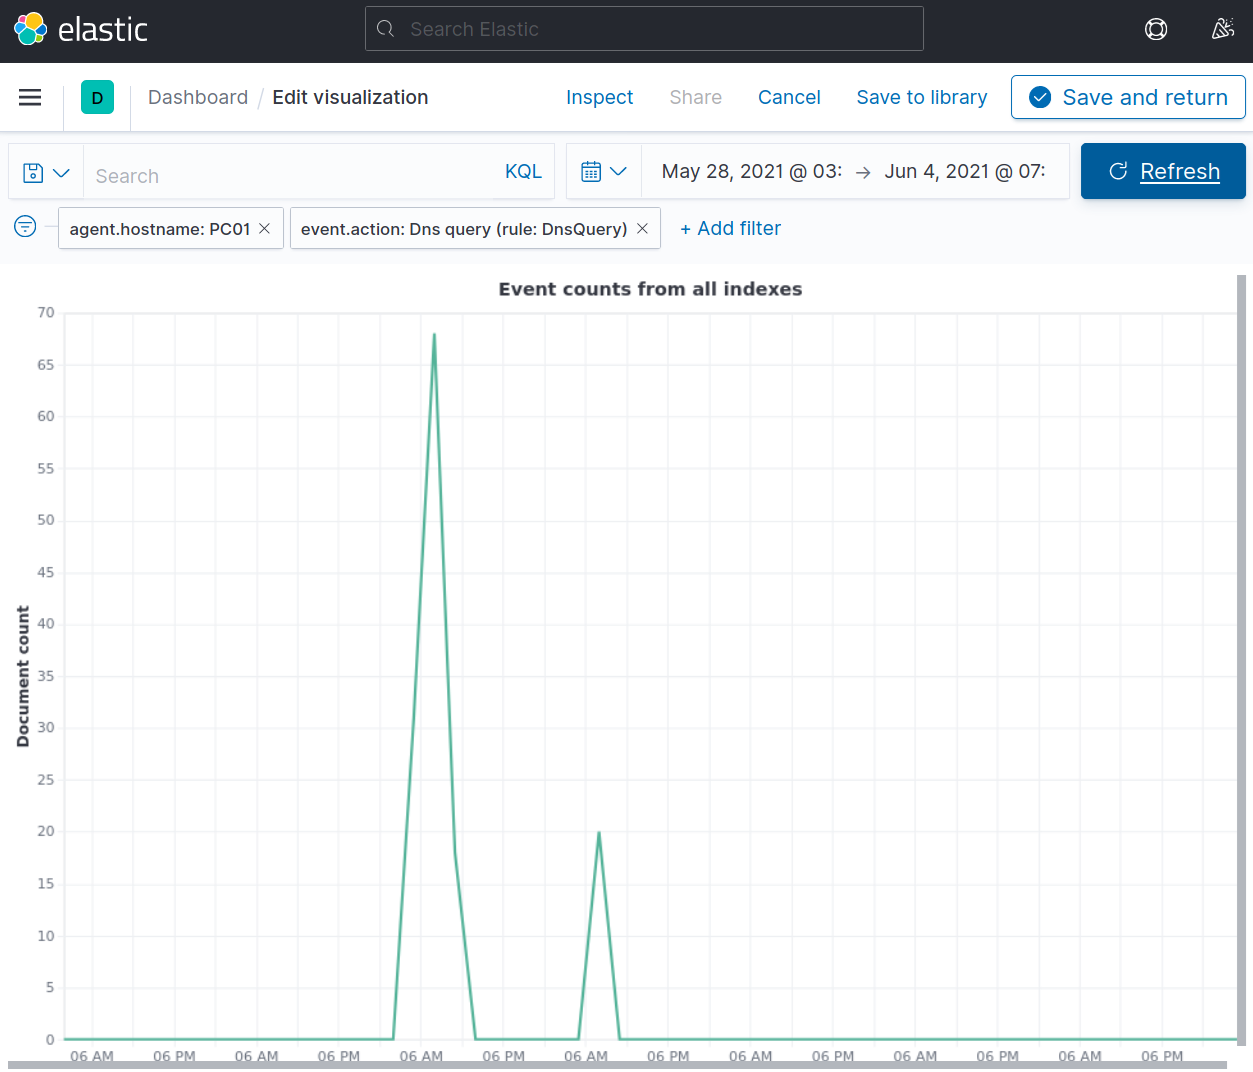 elastic
Search Elastic
D
Dashboard / Edit visualization
Inspect
Share
Cancel
Save to library
Save and return
Search
KQL
May 28, 2021 @ 03: → Jun 4, 2021 @ 07:
Refresh
agent.hostname: PC01 ×
event.action: Dns query (rule: DnsQuery) ×
+ Add filter
Event counts from all indexes
Document count
70
65
60
55
50
45
40
35
30
25
20
15
10
5
0
06 AM 06 PM 06 AM 06 PM 06 AM 06 PM 06 AM 06 PM 06 AM 06 PM 06 AM 06 PM 06 AM 06 PM